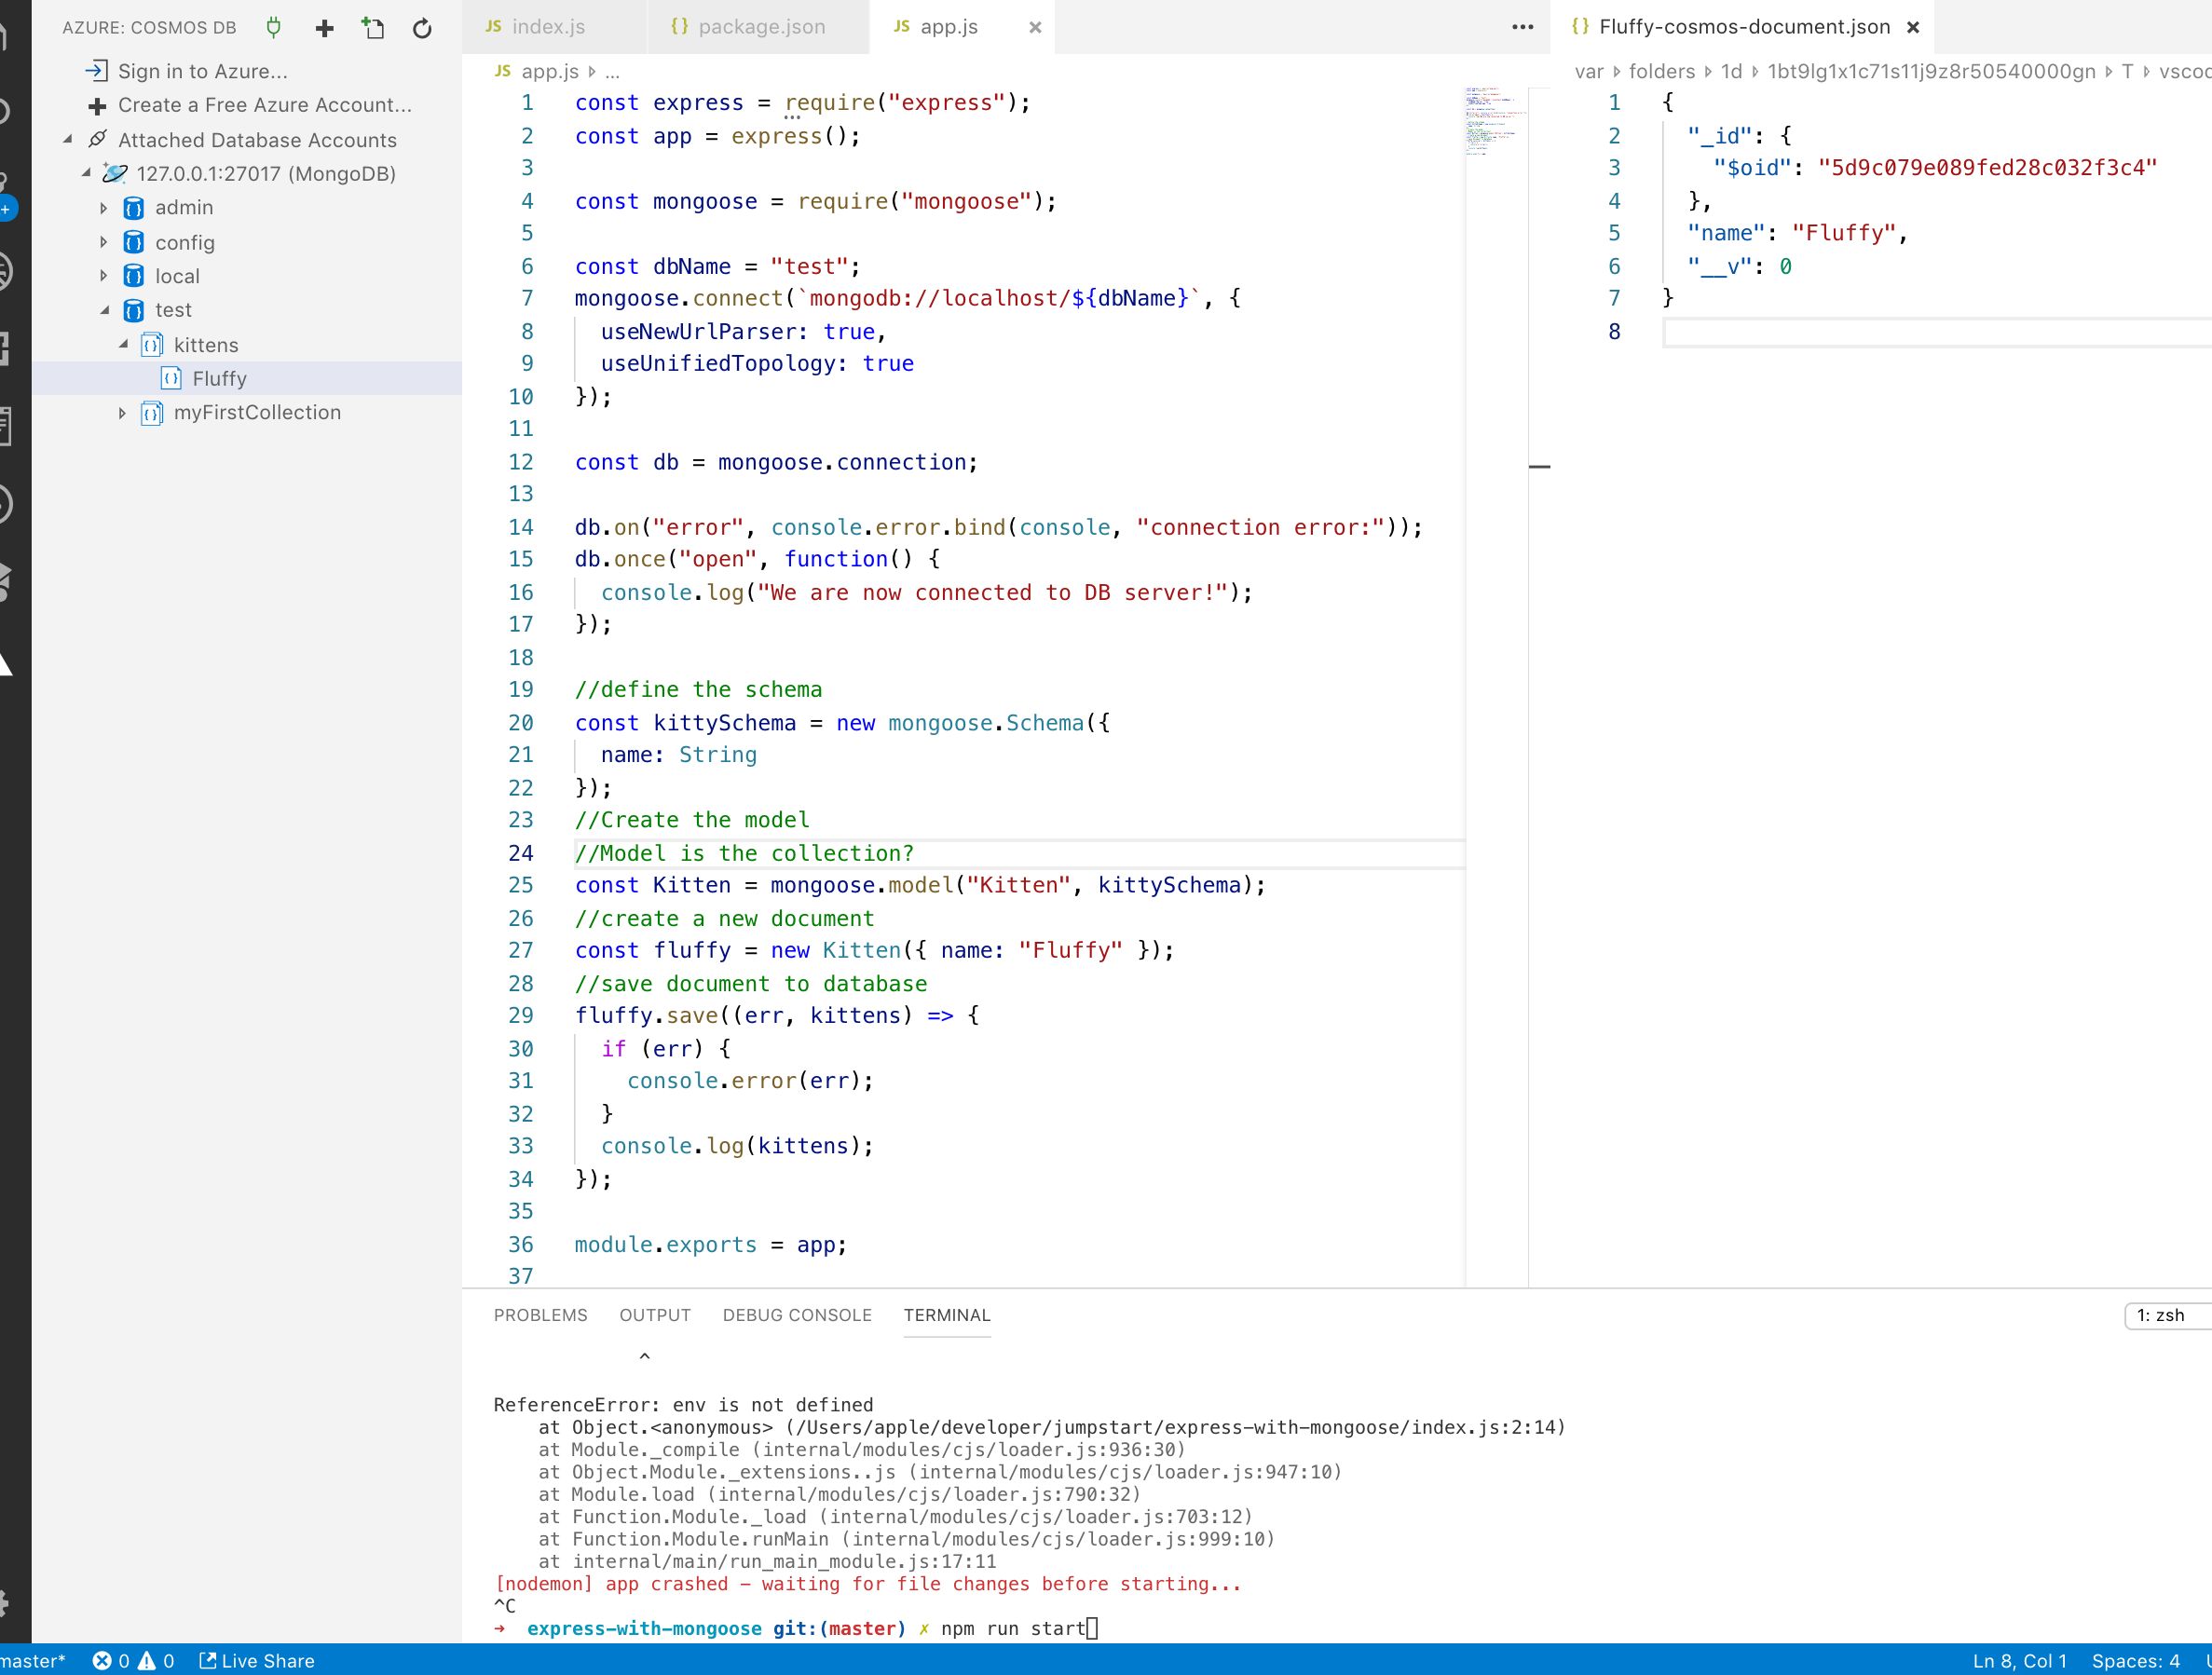 AZURE: COSMOS DB
Sign in to Azure...
Create a Free Azure Account...
Attached Database Accounts
127.0.0.1:27017 (MongoDB)
admin
config
local
test
kittens
Fluffy
myFirstCollection
JS index.js
{} package.json
JS app.js ×
...
JS app.js ▷ ...
1 const express = require("express");
2 const app = express();
3
4 const mongoose = require("mongoose");
5
6 const dbName = "test";
7 mongoose.connect(`mongodb://localhost/${dbName}`, {
8   useNewUrlParser: true,
9   useUnifiedTopology: true
10 });
11
12 const db = mongoose.connection;
13
14 db.on("error", console.error.bind(console, "connection error:"));
15 db.once("open", function() {
16   console.log("We are now connected to DB server!");
17 });
18
19 //define the schema
20 const kittySchema = new mongoose.Schema({
21   name: String
22 });
23 //Create the model
24 //Model is the collection?
25 const Kitten = mongoose.model("Kitten", kittySchema);
26 //create a new document
27 const fluffy = new Kitten({ name: "Fluffy" });
28 //save document to database
29 fluffy.save((err, kittens) => {
30   if (err) {
31     console.error(err);
32   }
33   console.log(kittens);
34 });
35
36 module.exports = app;
37
{} Fluffy-cosmos-document.json ×
var ▷ folders ▷ 1d ▷ 1bt9lg1x1c71s11j9z8r50540000gn ▷ T ▷
1 {
2   "_id": {
3     "$oid": "5d9c079e089fed28c032f3c4"
4   },
5   "name": "Fluffy",
6   "__v": 0
7 }
8
PROBLEMS OUTPUT DEBUG CONSOLE TERMINAL
1: zsh
^
ReferenceError: env is not defined
    at Object.<anonymous> (/Users/apple/developer/jumpstart/express-with-mongoose/index.js:2:14)
    at Module._compile (internal/modules/cjs/loader.js:936:30)
    at Object.Module._extensions..js (internal/modules/cjs/loader.js:947:10)
    at Module.load (internal/modules/cjs/loader.js:790:32)
    at Function.Module._load (internal/modules/cjs/loader.js:703:12)
    at Function.Module.runMain (internal/modules/cjs/loader.js:999:10)
    at internal/main/run_main_module.js:17:11
[nodemon] app crashed - waiting for file changes before starting...
^C
➜ express-with-mongoose git:(master) ✗ npm run start
master* 0 0 Live Share
Ln 8, Col 1 Spaces: 4